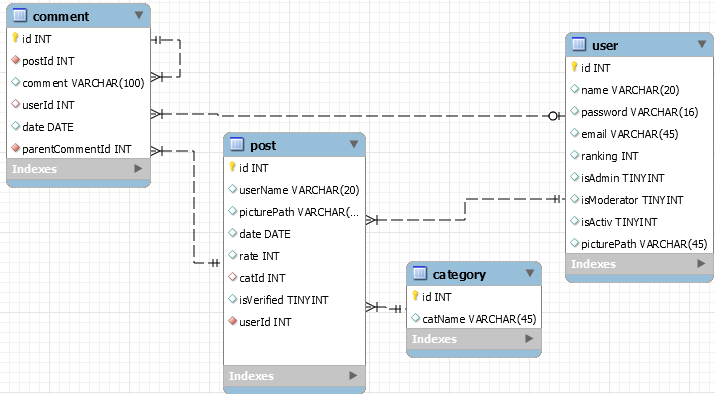 comment
id INT
postId INT
comment VARCHAR(100)
userId INT
date DATE
parentCommentId INT
Indexes
post
id INT
userName VARCHAR(20)
picturePath VARCHAR(...
date DATE
rate INT
catId INT
isVerified TINYINT
userId INT
Indexes
category
id INT
catName VARCHAR(45)
Indexes
user
id INT
name VARCHAR(20)
password VARCHAR(16)
email VARCHAR(45)
ranking INT
isAdmin TINYINT
isModerator TINYINT
isActiv TINYINT
picturePath VARCHAR(45)
Indexes